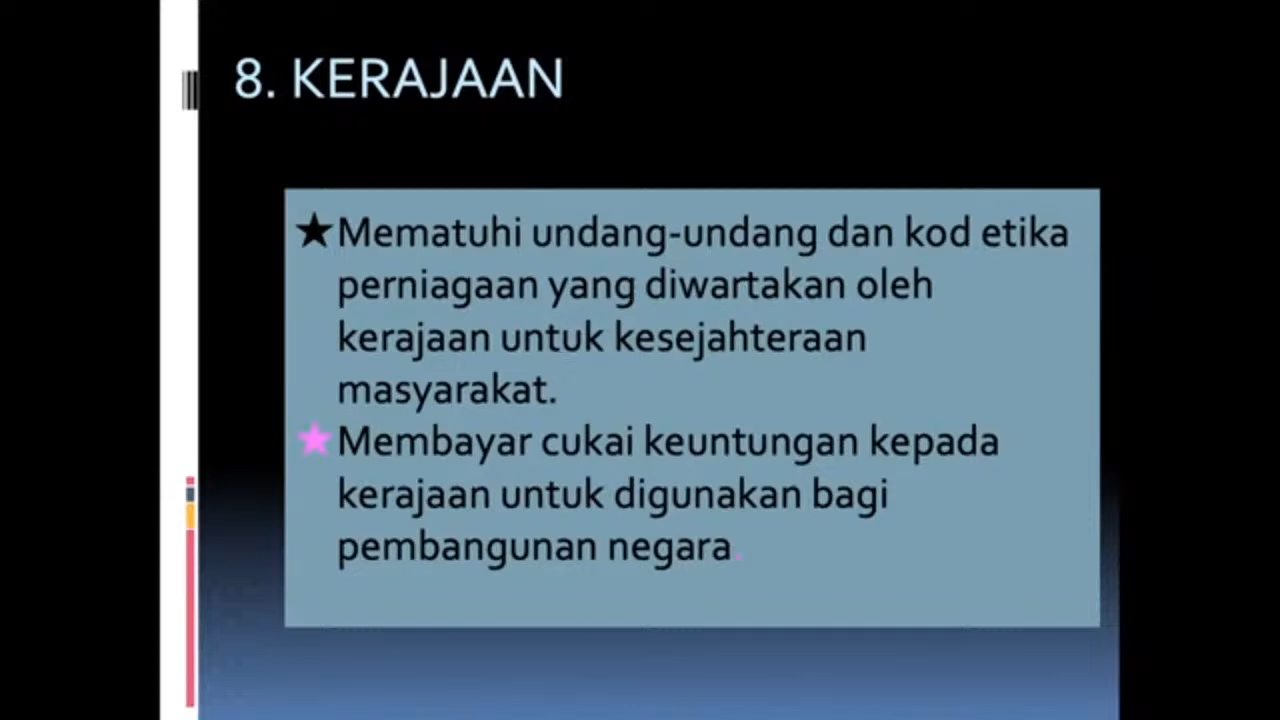 8. KERAJAAN
★Mematuhi undang-undang dan kod etika
perniagaan yang diwartakan oleh
kerajaan untuk kesejahteraan
masyarakat.
★Membayar cukai keuntungan kepada
kerajaan untuk digunakan bagi
pembangunan negara.